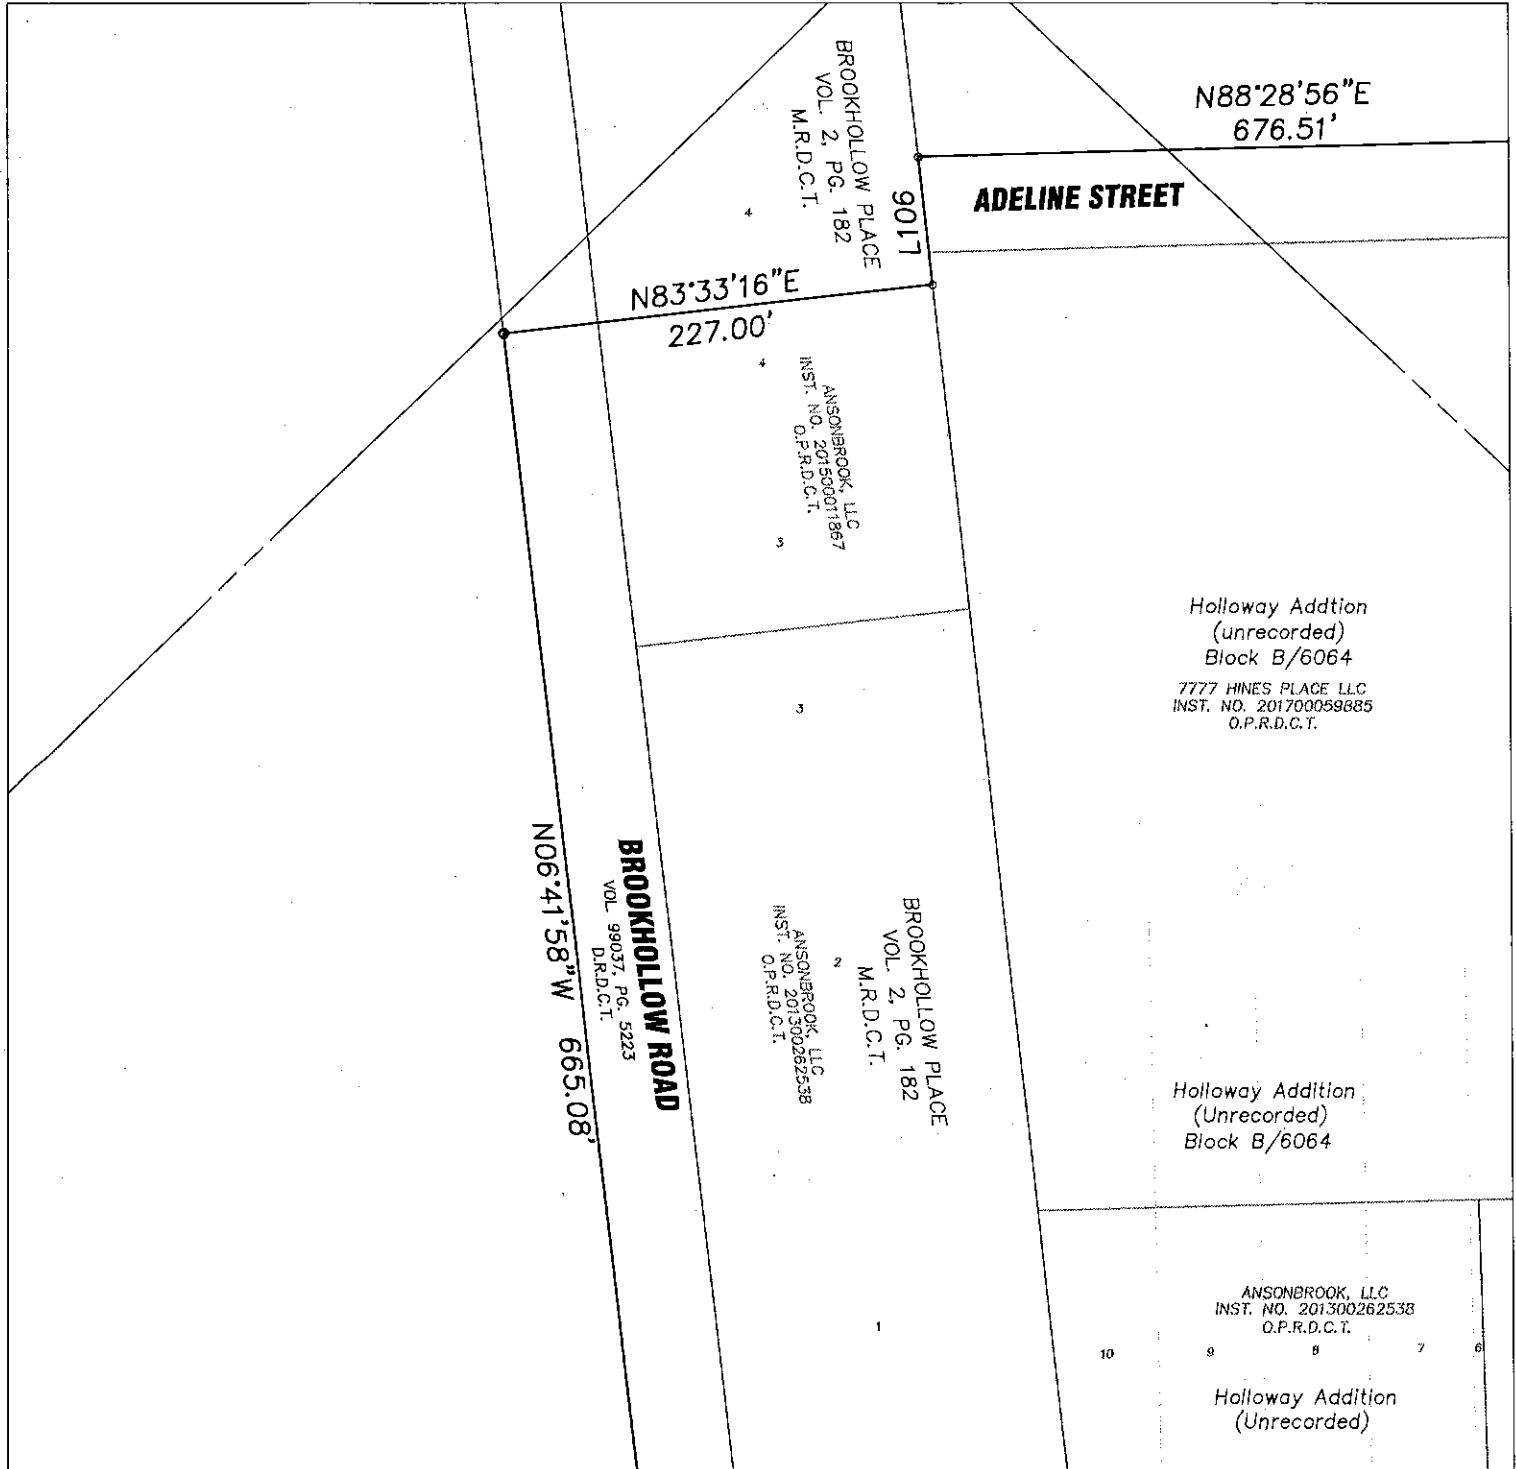 N88°28'56"E
676.51'
ADELINE STREET
BROOKHOLLOW PLACE
VOL. 2, PG. 182
M.R.D.C.T.
L106
4
N83°33'16"E
227.00'
4
ANSONBROOK, LLC
INST. NO. 201500011867
O.P.R.D.C.T.
3
Holloway Addtion
(unrecorded)
Block B/6064
7777 HINES PLACE LLC
INST. NO. 201700059885
O.P.R.D.C.T.
3
BROOKHOLLOW ROAD
VOL. 99037, PG. 5223
D.R.D.C.T.
N06°41'58"W 665.08'
BROOKHOLLOW PLACE
VOL. 2, PG. 182
M.R.D.C.T.
2
ANSONBROOK, LLC
INST. NO. 201300262538
O.P.R.D.C.T.
Holloway Addition
(Unrecorded)
Block B/6064
1
ANSONBROOK, LLC
INST. NO. 201300262538
O.P.R.D.C.T.
10 9 8 7 6
Holloway Addition
(Unrecorded)